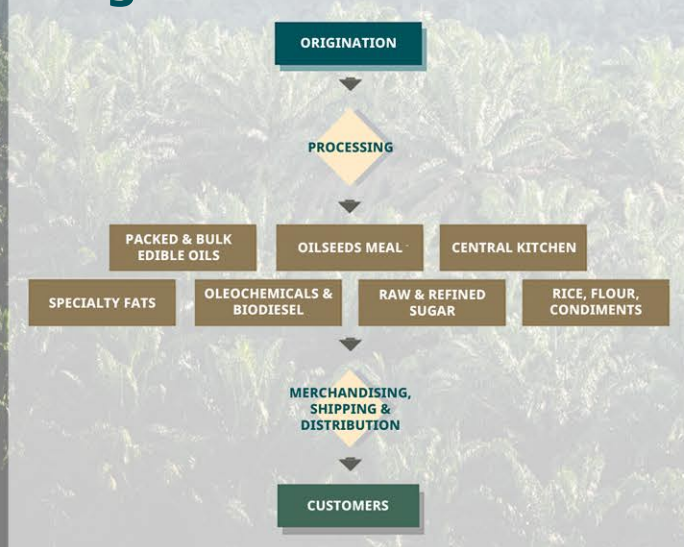 ORIGINATION
PROCESSING
PACKED & BULK
EDIBLE OILS
OILSEEDS MEAL
CENTRAL KITCHEN
SPECIALTY FATS
OLEOCHEMICALS &
BIODIESEL
RAW & REFINED
SUGAR
RICE, FLOUR,
CONDIMENTS
MERCHANDISING,
SHIPPING &
DISTRIBUTION
CUSTOMERS